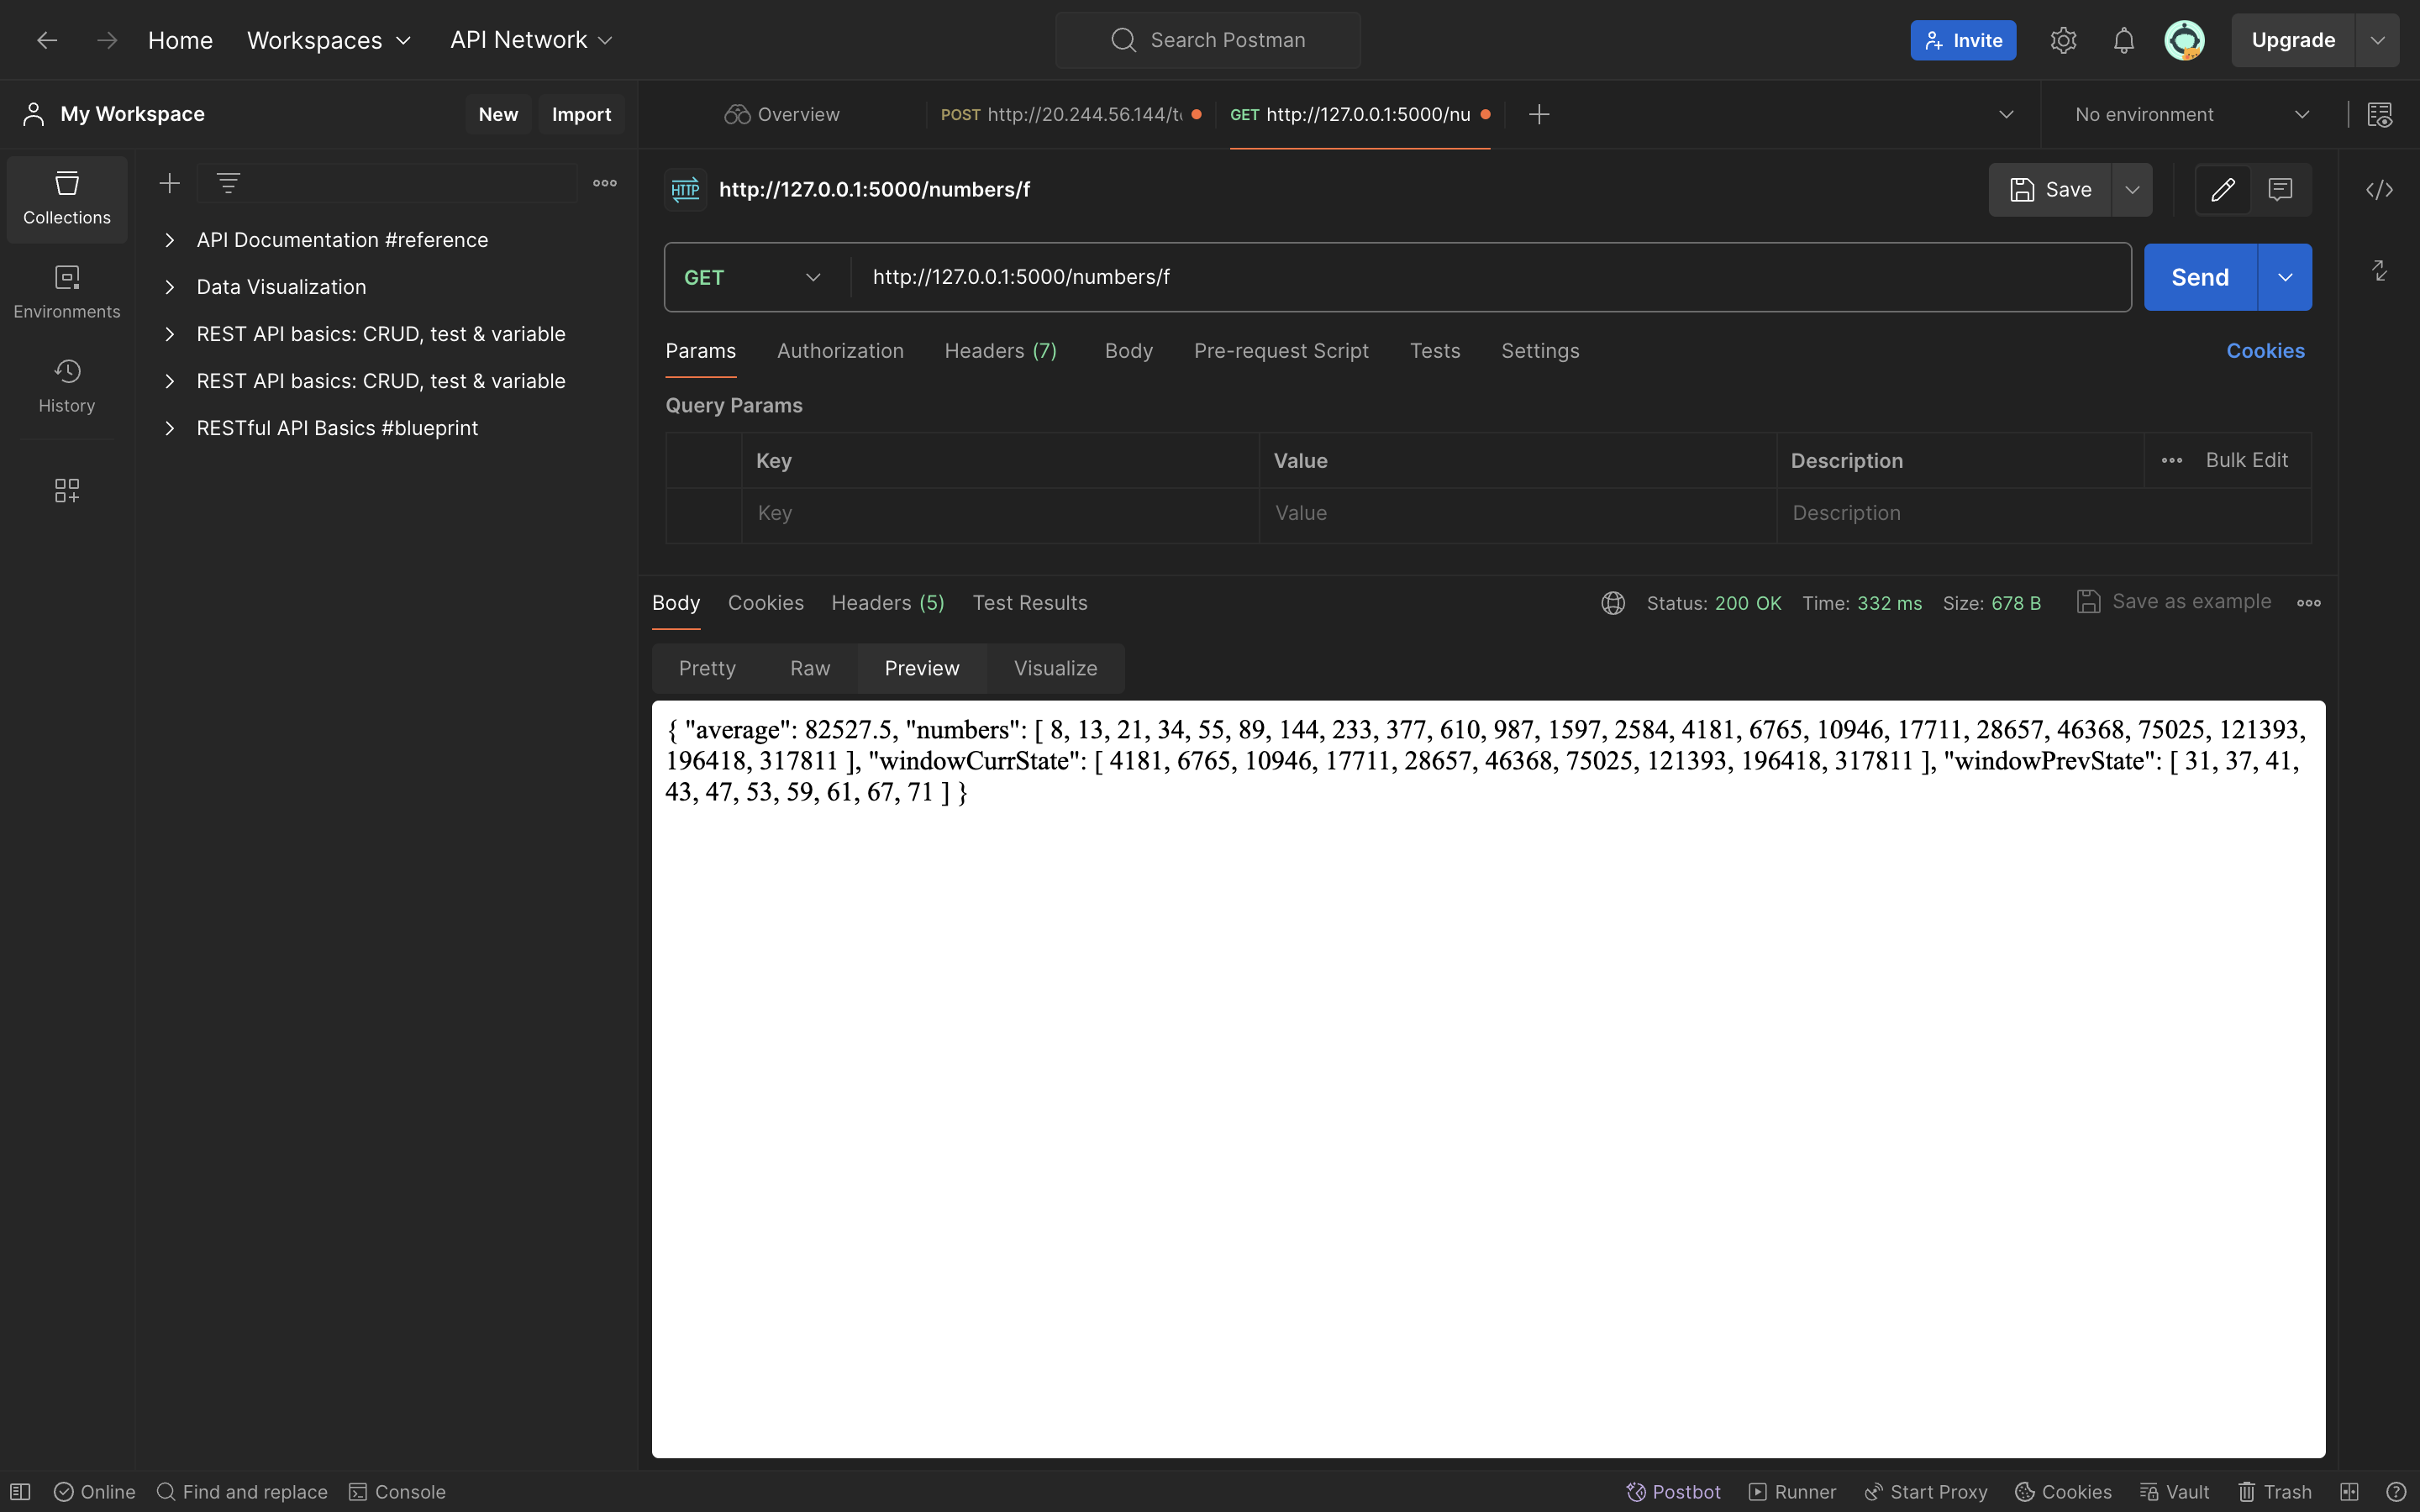 Home Workspaces API Network Search Postman Invite Upgrade
My Workspace New Import Overview POST http://20.244.56.144/t GET http://127.0.0.1:5000/nu No environment
Collections
Environments
History
API Documentation #reference
Data Visualization
REST API basics: CRUD, test & variable
REST API basics: CRUD, test & variable
RESTful API Basics #blueprint
HTTP http://127.0.0.1:5000/numbers/f Save
GET http://127.0.0.1:5000/numbers/f Send
Params Authorization Headers (7) Body Pre-request Script Tests Settings Cookies
Query Params
Key Value Description Bulk Edit
Key Value Description
Body Cookies Headers (5) Test Results Status: 200 OK Time: 332 ms Size: 678 B Save as example
Pretty Raw Preview Visualize
{ "average": 82527.5, "numbers": [ 8, 13, 21, 34, 55, 89, 144, 233, 377, 610, 987, 1597, 2584, 4181, 6765, 10946, 17711, 28657, 46368, 75025, 121393,
196418, 317811 ], "windowCurrState": [ 4181, 6765, 10946, 17711, 28657, 46368, 75025, 121393, 196418, 317811 ], "windowPrevState": [ 31, 37, 41,
43, 47, 53, 59, 61, 67, 71 ] }
Online Find and replace Console Postbot Runner Start Proxy Cookies Vault Trash